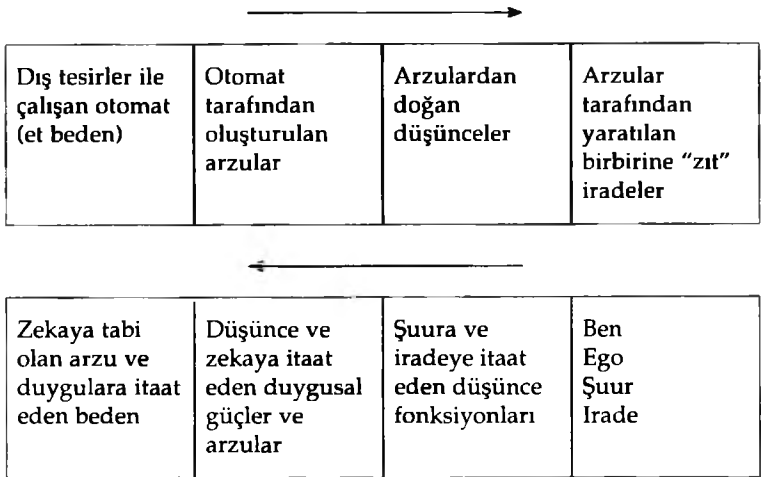 Dış tesirler ile
çalışan otomat
(et beden)
Otomat
tarafından
oluşturulan
arzular
Arzulardan
doğan
düşünceler
Arzular
tarafından
yaratılan
birbirine "zıt"
iradeler
Zekaya tabi
olan arzu ve
duygulara itaat
eden beden
Düşünce ve
zekaya itaat
eden duygusal
güçler ve
arzular
Şuura ve
iradeye itaat
eden düşünce
fonksiyonları
Ben
Ego
Şuur
Irade